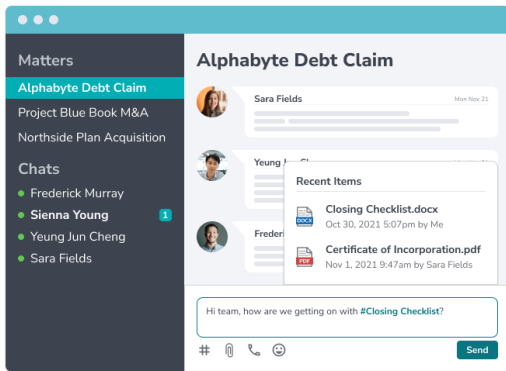 Matters
Alphabyte Debt Claim
Project Blue Book M&A
Northside Plan Acquisition
Chats
Frederick Murray
Sienna Young 1
Yeung Jun Cheng
Sara Fields
Alphabyte Debt Claim
Sara Fields Mon Nov 21
Yeung
Recent Items
DOCX
Closing Checklist.docx
Oct 30, 2021 5:07pm by Me
PDF
Certificate of Incorporation.pdf
Nov 1, 2021 9:47am by Sara Fields
Hi team, how are we getting on with #Closing Checklist?
Send